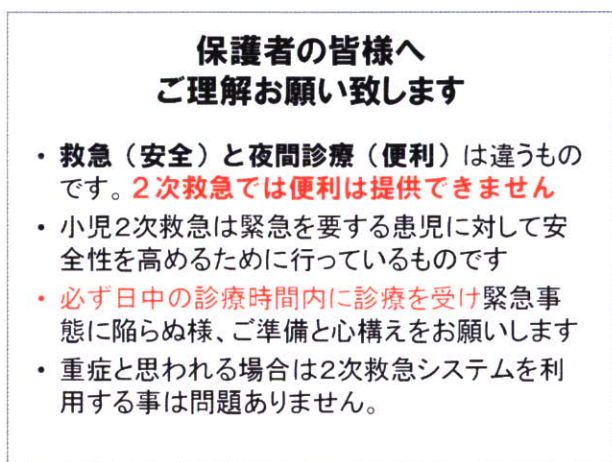 保護者の皆様へ
ご理解お願い致します
・救急（安全）と夜間診療（便利）は違うもの
です。２次救急では便利は提供できません
・小児２次救急は緊急を要する患児に対して安
全性を高めるために行っているものです
・必ず日中の診療時間内に診療を受け緊急事
態に陥らぬ様、ご準備と心構えをお願いします
・重症と思われる場合は２次救急システムを利
用する事は問題ありません。